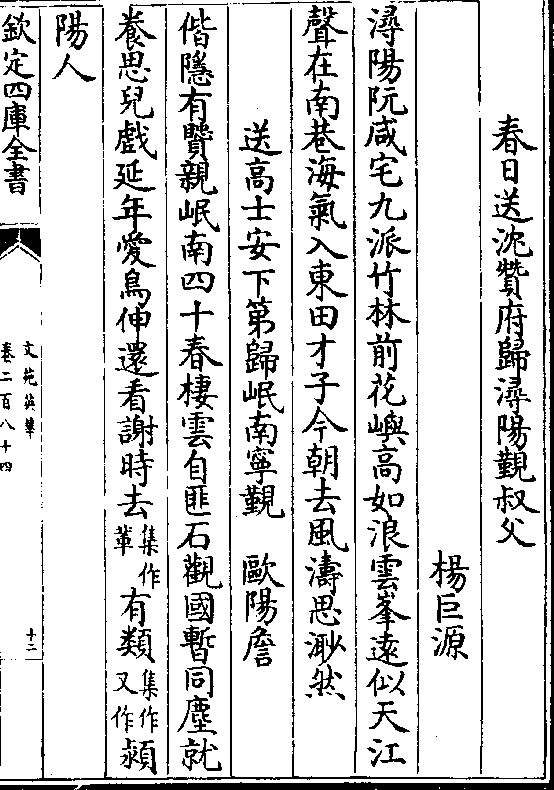 春日送沈贊府歸潯陽覲叔父
楊巨源
潯陽阮咸宅九派竹林前花嶼高如浪雲峯遠似天江
聲在南巷海氣入東田才子今朝去風濤思渺然
送高士安下第歸岷南寧覲　歐陽詹
偕隱有贒親岷南四十春棲雲自匪石觀國暫同塵就
飬思兒戲延年愛鳥伸還看謝時去集作輩有類集作又作潁
陽人
欽定四庫全書
文苑英華
卷二百八十四
十二